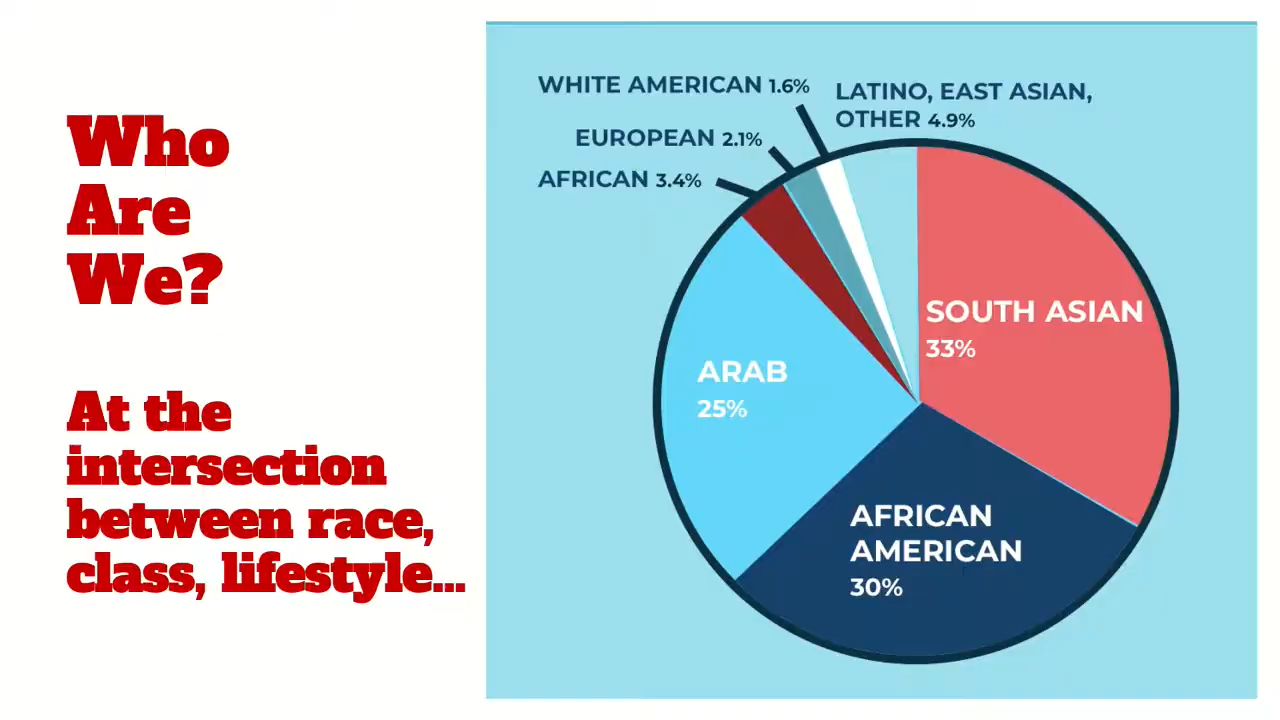 Who
Are
We?
At the
intersection
between race,
class, lifestyle...
WHITE AMERICAN 1.6%
LATINO, EAST ASIAN,
OTHER 4.9%
EUROPEAN 2.1%
AFRICAN 3.4%
SOUTH ASIAN
33%
ARAB
25%
AFRICAN
AMERICAN
30%